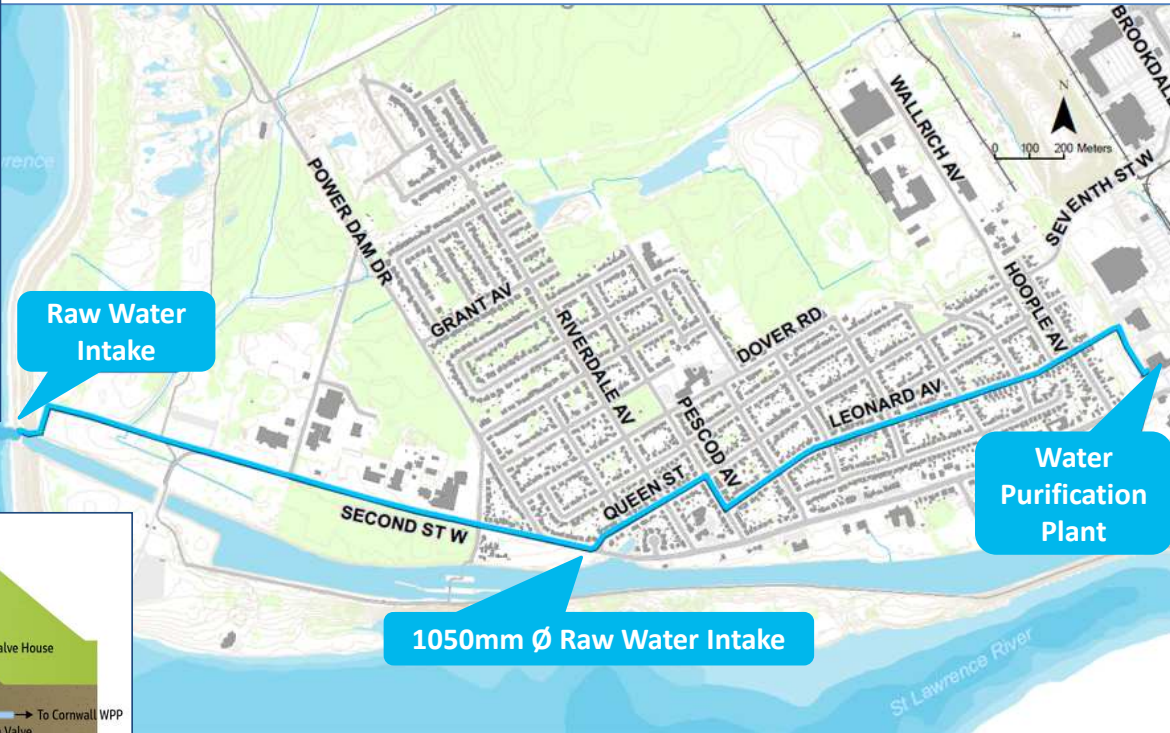 BROOKDALE
N
0 100 200 Meters
WALLRICH AV
SEVENTH ST W
POWER DAM DR
Raw Water
Intake
GRANT AV
RIVERDALE AV
DOVER RD
HOOPLE AV
PESCOD AV
LEONARD AV
QUEEN ST
SECOND ST W
Water
Purification
Plant
1050mm Ø Raw Water Intake
St Lawrence River
alve House
To Cornwall WPP
Valve